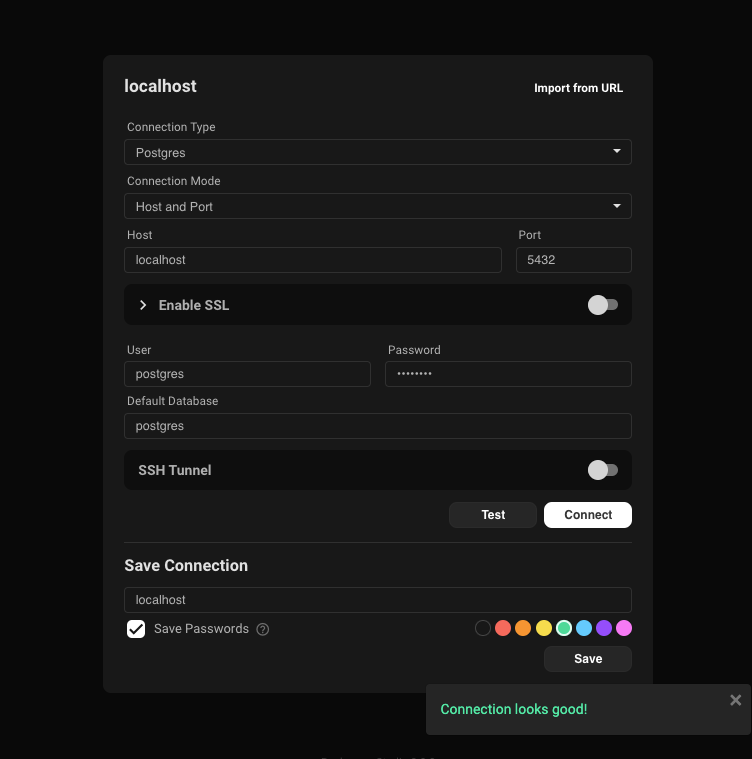 localhost
Import from URL
Connection Type
Postgres
Connection Mode
Host and Port
Host
Port
localhost
5432
Enable SSL
User
Password
postgres
••••••••
Default Database
postgres
SSH Tunnel
Test
Connect
Save Connection
localhost
Save Passwords
Save
Connection looks good!